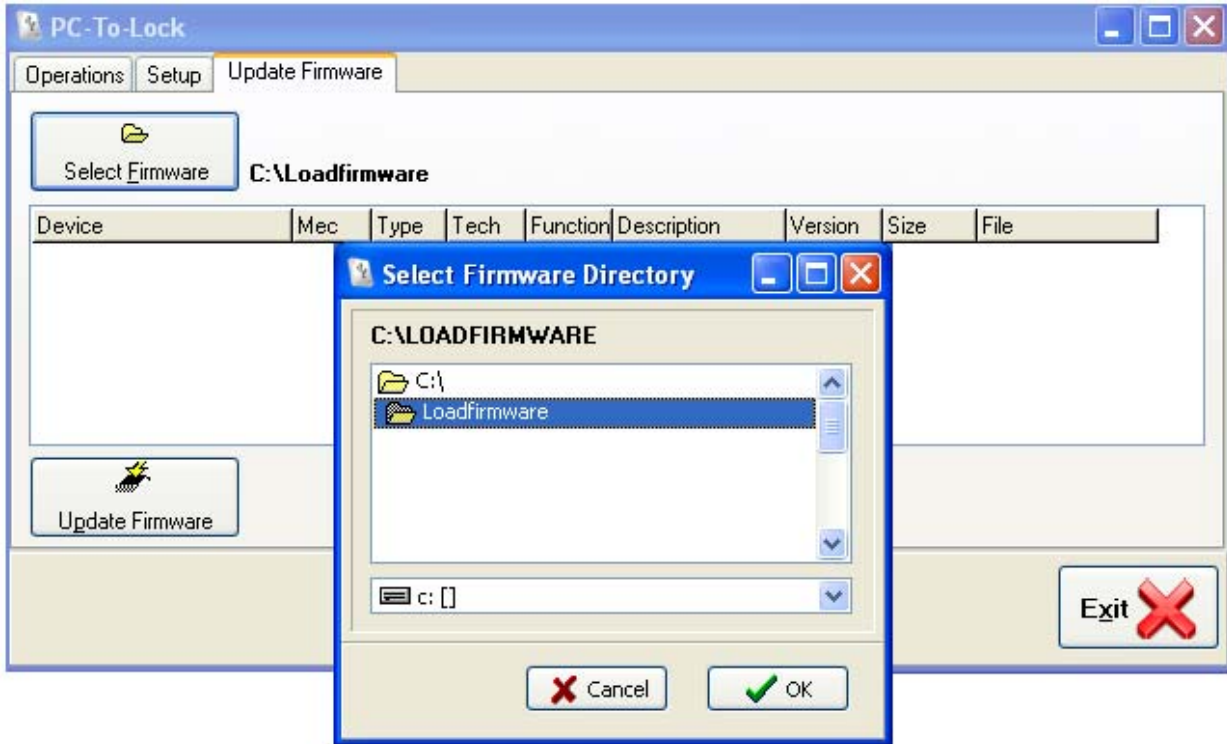 PC-To-Lock
Operations Setup Update Firmware
Select Firmware C:\Loadfirmware
Device Mec Type Tech Function Description Version Size File
Select Firmware Directory
C:\LOADFIRMWARE
C:\
Loadfirmware
c: []
Cancel OK
Update Firmware
Exit